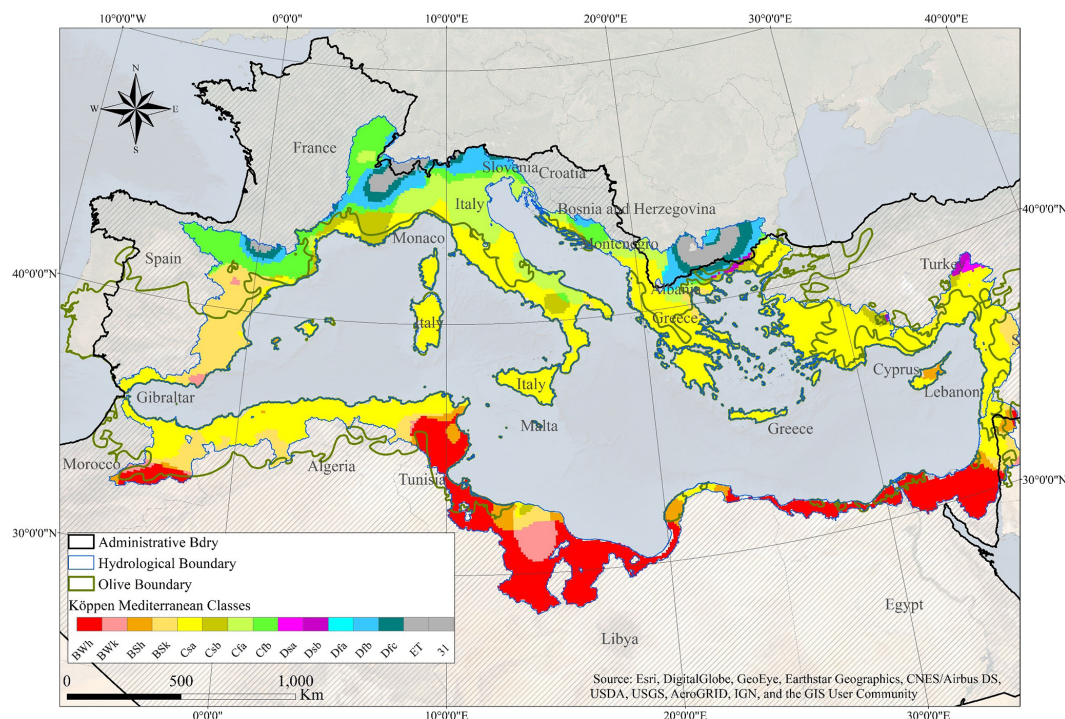 10°0'0"W
0°0'0"E
10°0'0"E
20°0'0"E
30°0'0"E
40°0'0"E
N
W
E
S
France
Slovenia
Croatia
Italy
Bosnia and Herzegovina
Monaco
Montenegro
Spain
40°0'0"N
40°0'0"N
Turkey
Albania
Italy
Greece
S
Cyprus
Italy
Lebanon
Gibraltar
Malta
Greece
Morocco
Algeria
Tunisia
30°0'0"N
30°0'0"N
Egypt
Libya
Administrative Bdry
Hydrological Boundary
Olive Boundary
Köppen Mediterranean Classes
BWh
BWk
BSh
BSk
Csa
Csb
Cfa
Cfb
Dsa
Dsb
Dfa
Dfb
Dfc
ET
31
0
500
1,000
Km
Source: Esri, DigitalGlobe, GeoEye, Earthstar Geographics, CNES/Airbus DS,
USDA, USGS, AeroGRID, IGN, and the GIS User Community
0°0'0"
10°0'0"E
20°0'0"E
30°0'0"E